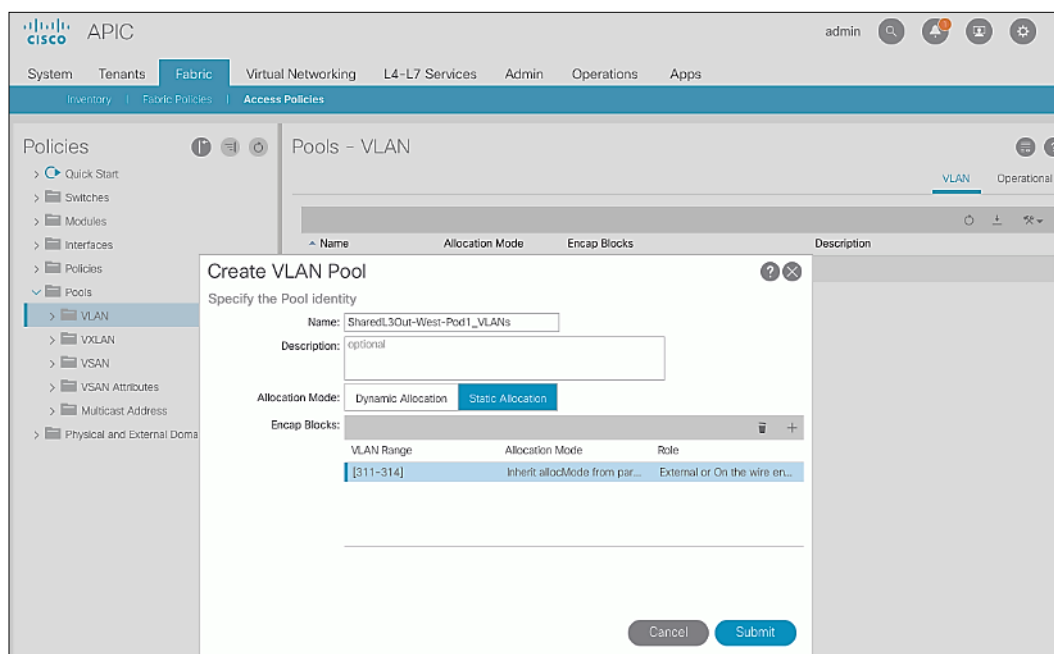 CISCO APIC admin 1
System Tenants Fabric Virtual Networking L4-L7 Services Admin Operations Apps
Inventory | Fabric Policies | Access Policies
Policies
Quick Start
Switches
Modules
Interfaces
Policies
Pools
VLAN
VXLAN
VSAN
VSAN Attributes
Multicast Address
Physical and External Doma
Pools - VLAN
VLAN Operational
Name Allocation Mode Encap Blocks Description
Create VLAN Pool
Specify the Pool identity
Name: SharedL3Out-West-Pod1_VLANs
Description: optional
Allocation Mode: Dynamic Allocation Static Allocation
Encap Blocks:
VLAN Range Allocation Mode Role
[311-314] Inherit allocMode from par... External or On the wire en...
Cancel Submit